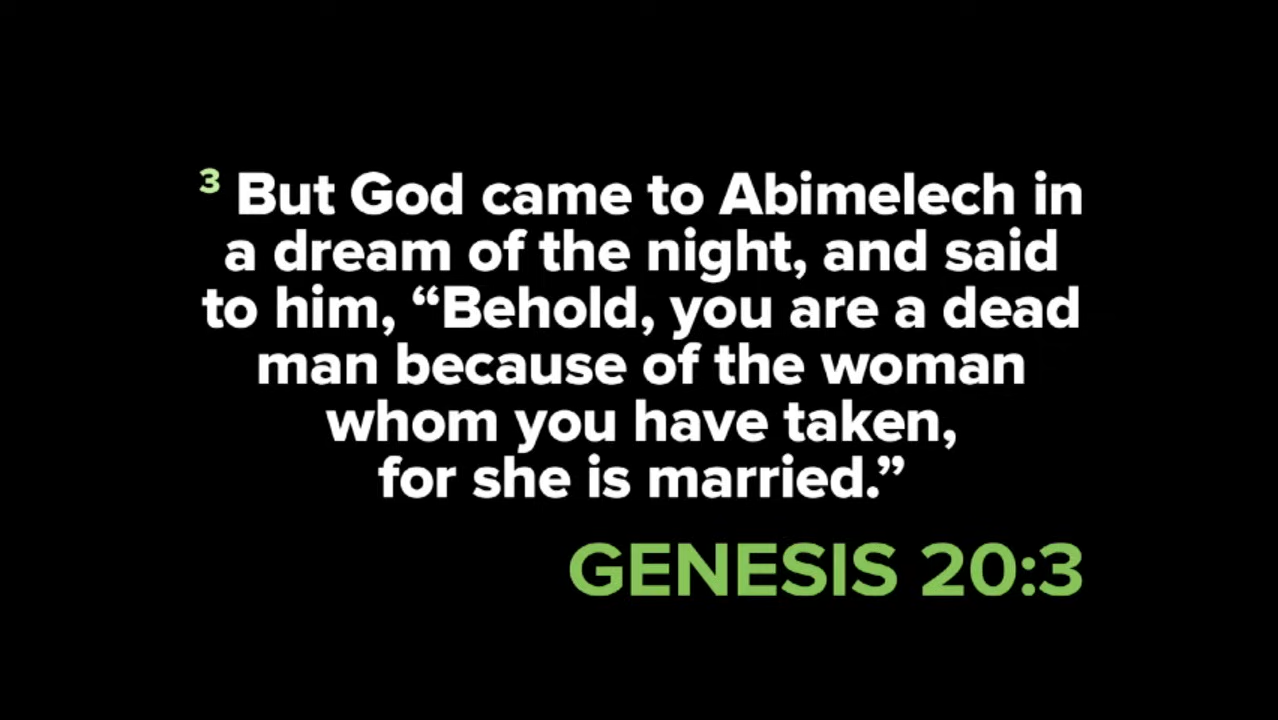 3 But God came to Abimelech in
a dream of the night, and said
to him, “Behold, you are a dead
man because of the woman
whom you have taken,
for she is married.”
GENESIS 20:3